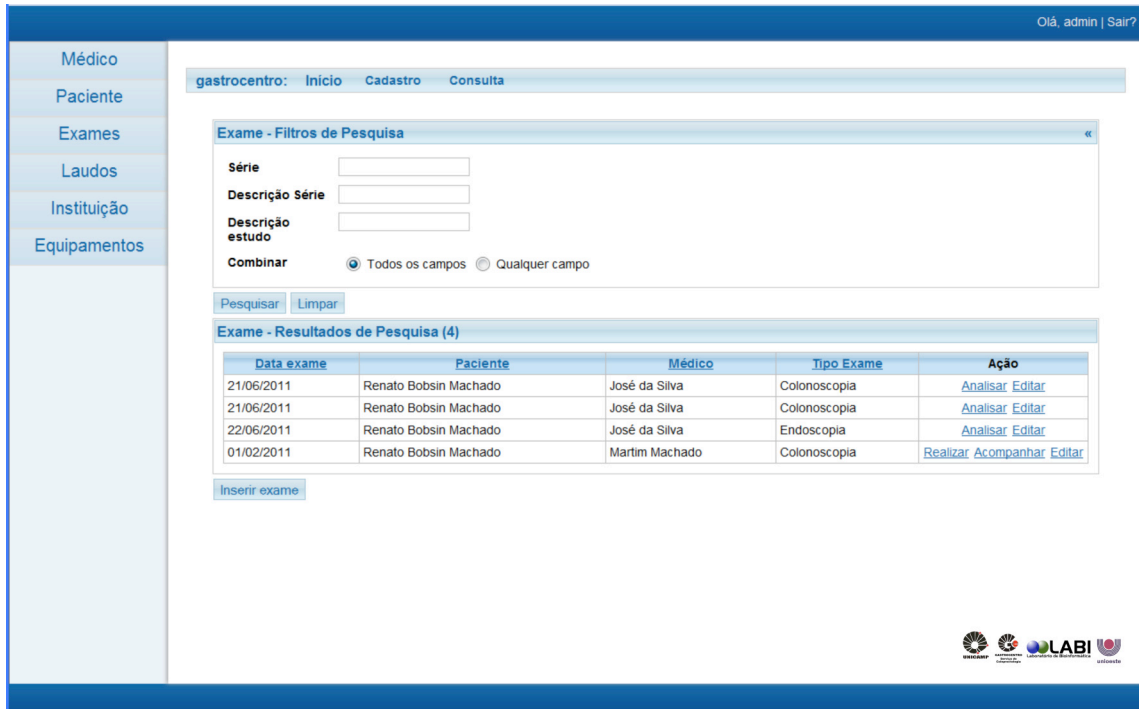 Olá, admin | Sair?
Médico
Paciente
Exames
Laudos
Instituição
Equipamentos
gastrocentro: Início Cadastro Consulta
Exame - Filtros de Pesquisa «
Série
Descrição Série
Descrição
estudo
Combinar Todos os campos Qualquer campo
Pesquisar Limpar
Exame - Resultados de Pesquisa (4)
Data exame Paciente Médico Tipo Exame Ação
21/06/2011 Renato Bobsin Machado José da Silva Colonoscopia Analisar Editar
21/06/2011 Renato Bobsin Machado José da Silva Colonoscopia Analisar Editar
22/06/2011 Renato Bobsin Machado José da Silva Endoscopia Analisar Editar
01/02/2011 Renato Bobsin Machado Martim Machado Colonoscopia Realizar Acompanhar Editar
Inserir exame
UNICAMP
GASTROCENTRO
LABI
Laboratório de Bioinformática
unioeste